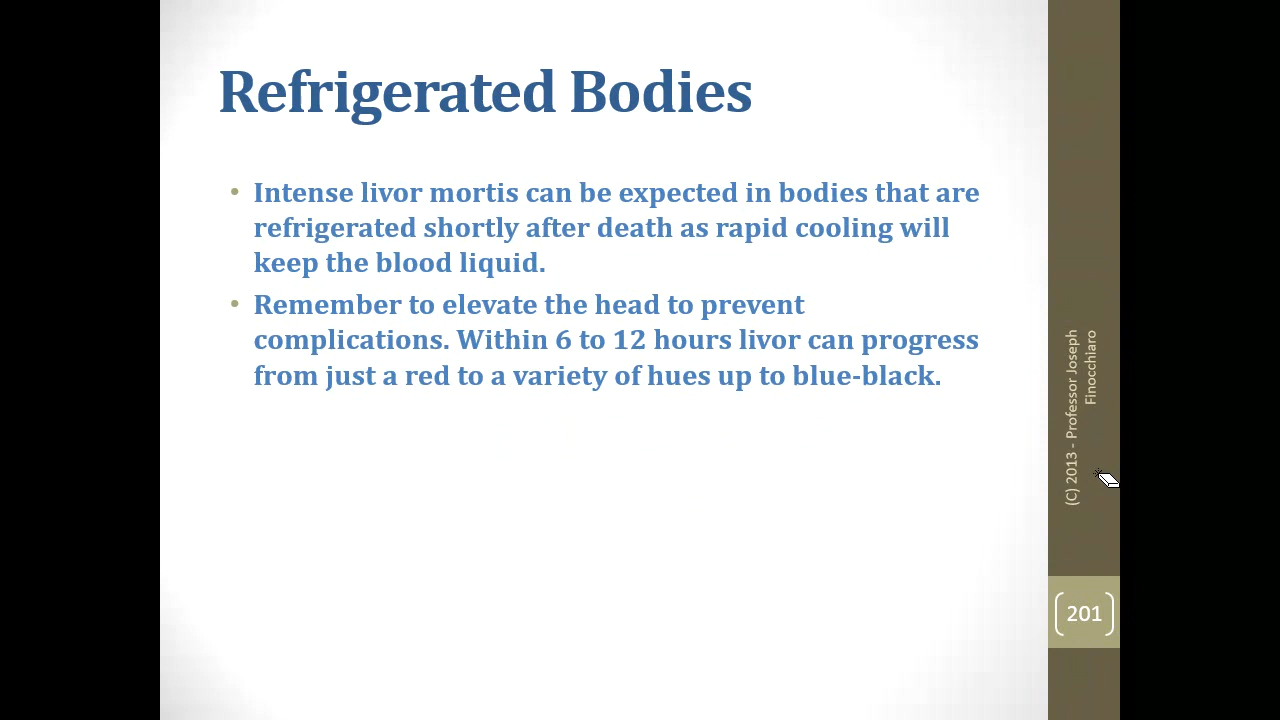 Refrigerated Bodies
• Intense livor mortis can be expected in bodies that are
refrigerated shortly after death as rapid cooling will
keep the blood liquid.
• Remember to elevate the head to prevent
complications. Within 6 to 12 hours livor can progress
from just a red to a variety of hues up to blue-black.
(C) 2013 - Professor Joseph
Finocchiaro
201